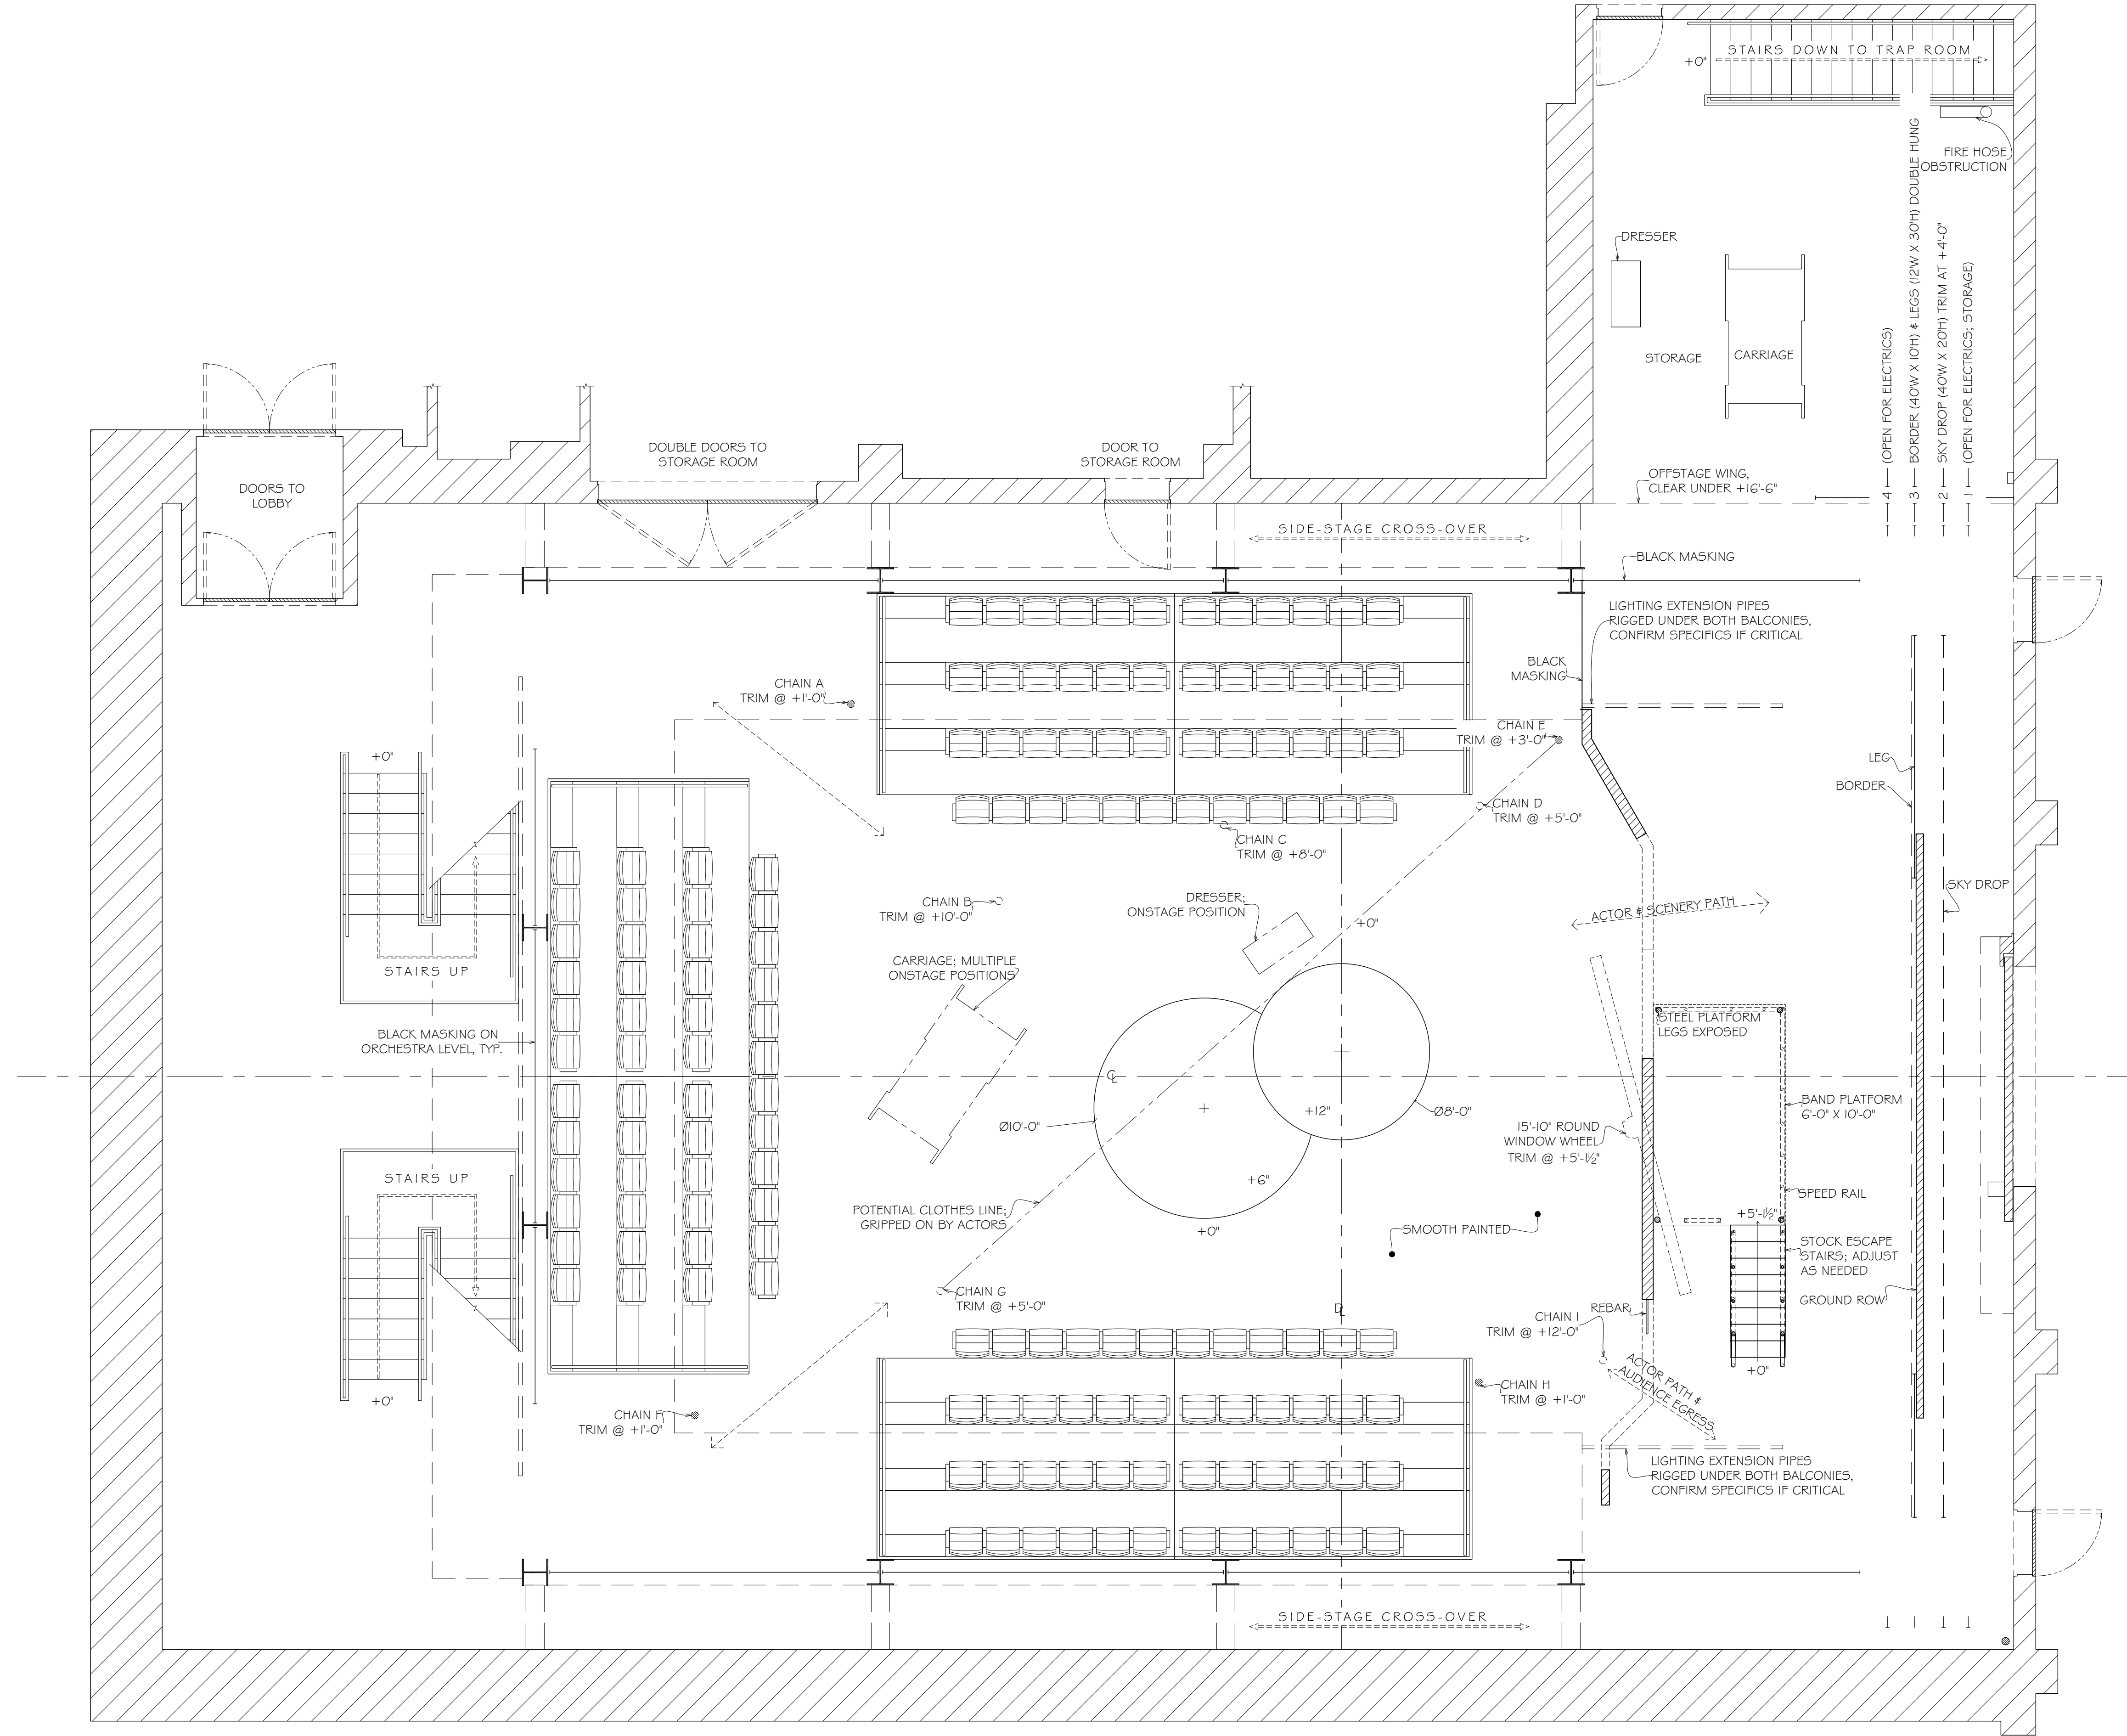 STAIRS DOWN TO TRAP ROOM
+0"
FIRE HOSE
OBSTRUCTION
DRESSER
STORAGE
CARRIAGE
4 (OPEN FOR ELECTRICS)
3 BORDER (40'W X 10'H) & LEGS (12'W X 30'H) DOUBLE HUNG
2 SKY DROP (40'W X 20'H) TRIM AT +4'-0"
1 (OPEN FOR ELECTRICS; STORAGE)
OFFSTAGE WING,
CLEAR UNDER +16'-6"
DOORS TO
LOBBY
DOUBLE DOORS TO
STORAGE ROOM
DOOR TO
STORAGE ROOM
SIDE-STAGE CROSS-OVER
BLACK MASKING
LIGHTING EXTENSION PIPES
RIGGED UNDER BOTH BALCONIES,
CONFIRM SPECIFICS IF CRITICAL
BLACK
MASKING
CHAIN A
TRIM @ +1'-0"
CHAIN E
TRIM @ +3'-0"
+0"
LEG
BORDER
CHAIN D
TRIM @ +5'-0"
CHAIN C
TRIM @ +8'-0"
SKY DROP
CHAIN B
TRIM @ +10'-0"
DRESSER;
ONSTAGE POSITION
ACTOR & SCENERY PATH
+0"
STAIRS UP
CARRIAGE; MULTIPLE
ONSTAGE POSITIONS
STEEL PLATFORM
LEGS EXPOSED
BLACK MASKING ON
ORCHESTRA LEVEL, TYP.
CL
+12"
Ø8'-0"
Ø10'-0"
BAND PLATFORM
6'-0" X 10'-0"
15'-10" ROUND
WINDOW WHEEL
TRIM @ +5'-1½"
STAIRS UP
+6"
SPEED RAIL
POTENTIAL CLOTHES LINE;
GRIPPED ON BY ACTORS
+0"
SMOOTH PAINTED
+5'-1½"
STOCK ESCAPE
STAIRS; ADJUST
AS NEEDED
CHAIN G
TRIM @ +5'-0"
DL
REBAR
GROUND ROW
CHAIN I
TRIM @ +12'-0"
+0"
ACTOR PATH &
AUDIENCE EGRESS
CHAIN H
TRIM @ +1'-0"
+0"
CHAIN F
TRIM @ +1'-0"
LIGHTING EXTENSION PIPES
RIGGED UNDER BOTH BALCONIES,
CONFIRM SPECIFICS IF CRITICAL
SIDE-STAGE CROSS-OVER